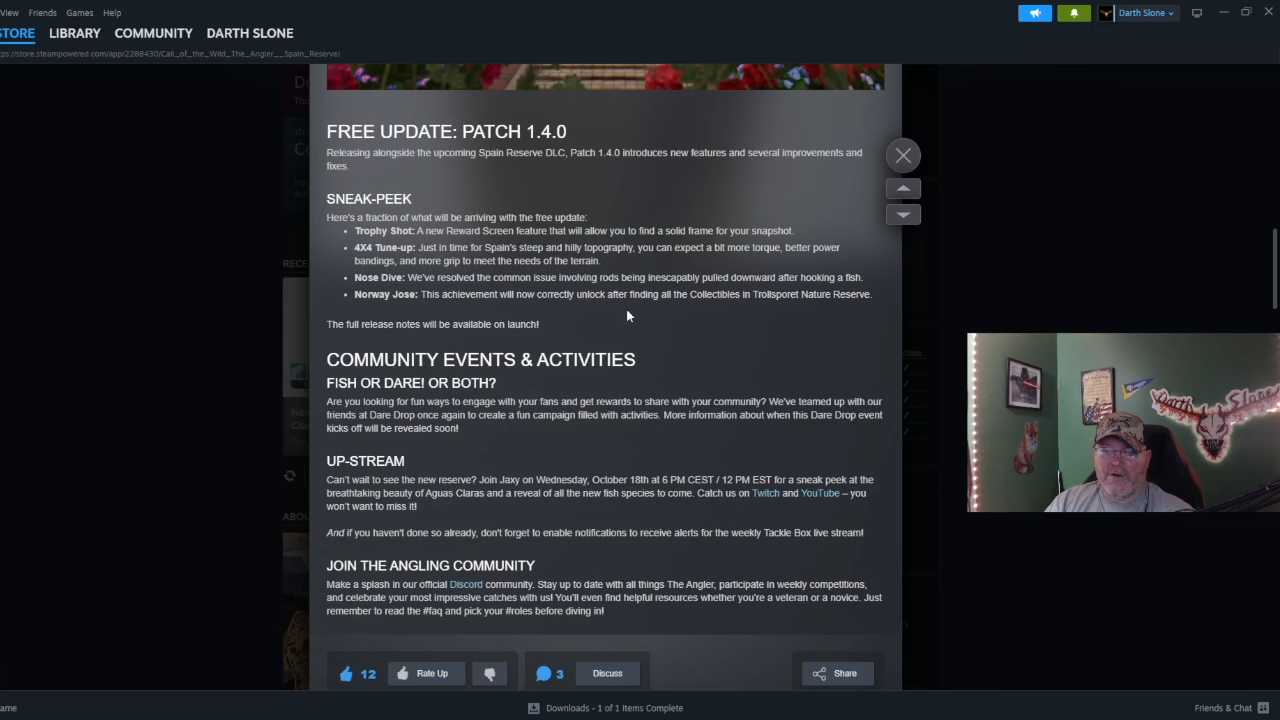 View Friends Games Help
Darth Slone
STORE LIBRARY COMMUNITY DARTH SLONE
ps://store.steampowered.com/app/2288430/Call_of_the_Wild_The_Angler__Spain_Reserve/
FREE UPDATE: PATCH 1.4.0
Releasing alongside the upcoming Spain Reserve DLC, Patch 1.4.0 introduces new features and several improvements and
fixes.
SNEAK-PEEK
Here's a fraction of what will be arriving with the free update:
• Trophy Shot: A new Reward Screen feature that will allow you to find a solid frame for your snapshot.
• 4X4 Tune-up: Just in time for Spain's steep and hilly topography, you can expect a bit more torque, better power
bandings, and more grip to meet the needs of the terrain.
• Nose Dive: We've resolved the common issue involving rods being inescapably pulled downward after hooking a fish.
• Norway Jose: This achievement will now correctly unlock after finding all the Collectibles in Trollsporet Nature Reserve.
The full release notes will be available on launch!
COMMUNITY EVENTS & ACTIVITIES
FISH OR DARE! OR BOTH?
Are you looking for fun ways to engage with your fans and get rewards to share with your community? We've teamed up with our
friends at Dare Drop once again to create a fun campaign filled with activities. More information about when this Dare Drop event
kicks off will be revealed soon!
UP-STREAM
Can't wait to see the new reserve? Join Jaxy on Wednesday, October 18th at 6 PM CEST / 12 PM EST for a sneak peek at the
breathtaking beauty of Aguas Claras and a reveal of all the new fish species to come. Catch us on Twitch and YouTube – you
won't want to miss it!
And if you haven't done so already, don't forget to enable notifications to receive alerts for the weekly Tackle Box live stream!
JOIN THE ANGLING COMMUNITY
Make a splash in our official Discord community. Stay up to date with all things The Angler, participate in weekly competitions,
and celebrate your most impressive catches with us! You'll even find helpful resources whether you're a veteran or a novice. Just
remember to read the #faq and pick your #roles before diving in!
12 Rate Up 3 Discuss Share
RECE
ABOU
Darth Slone
ame Downloads - 1 of 1 Items Complete Friends & Chat